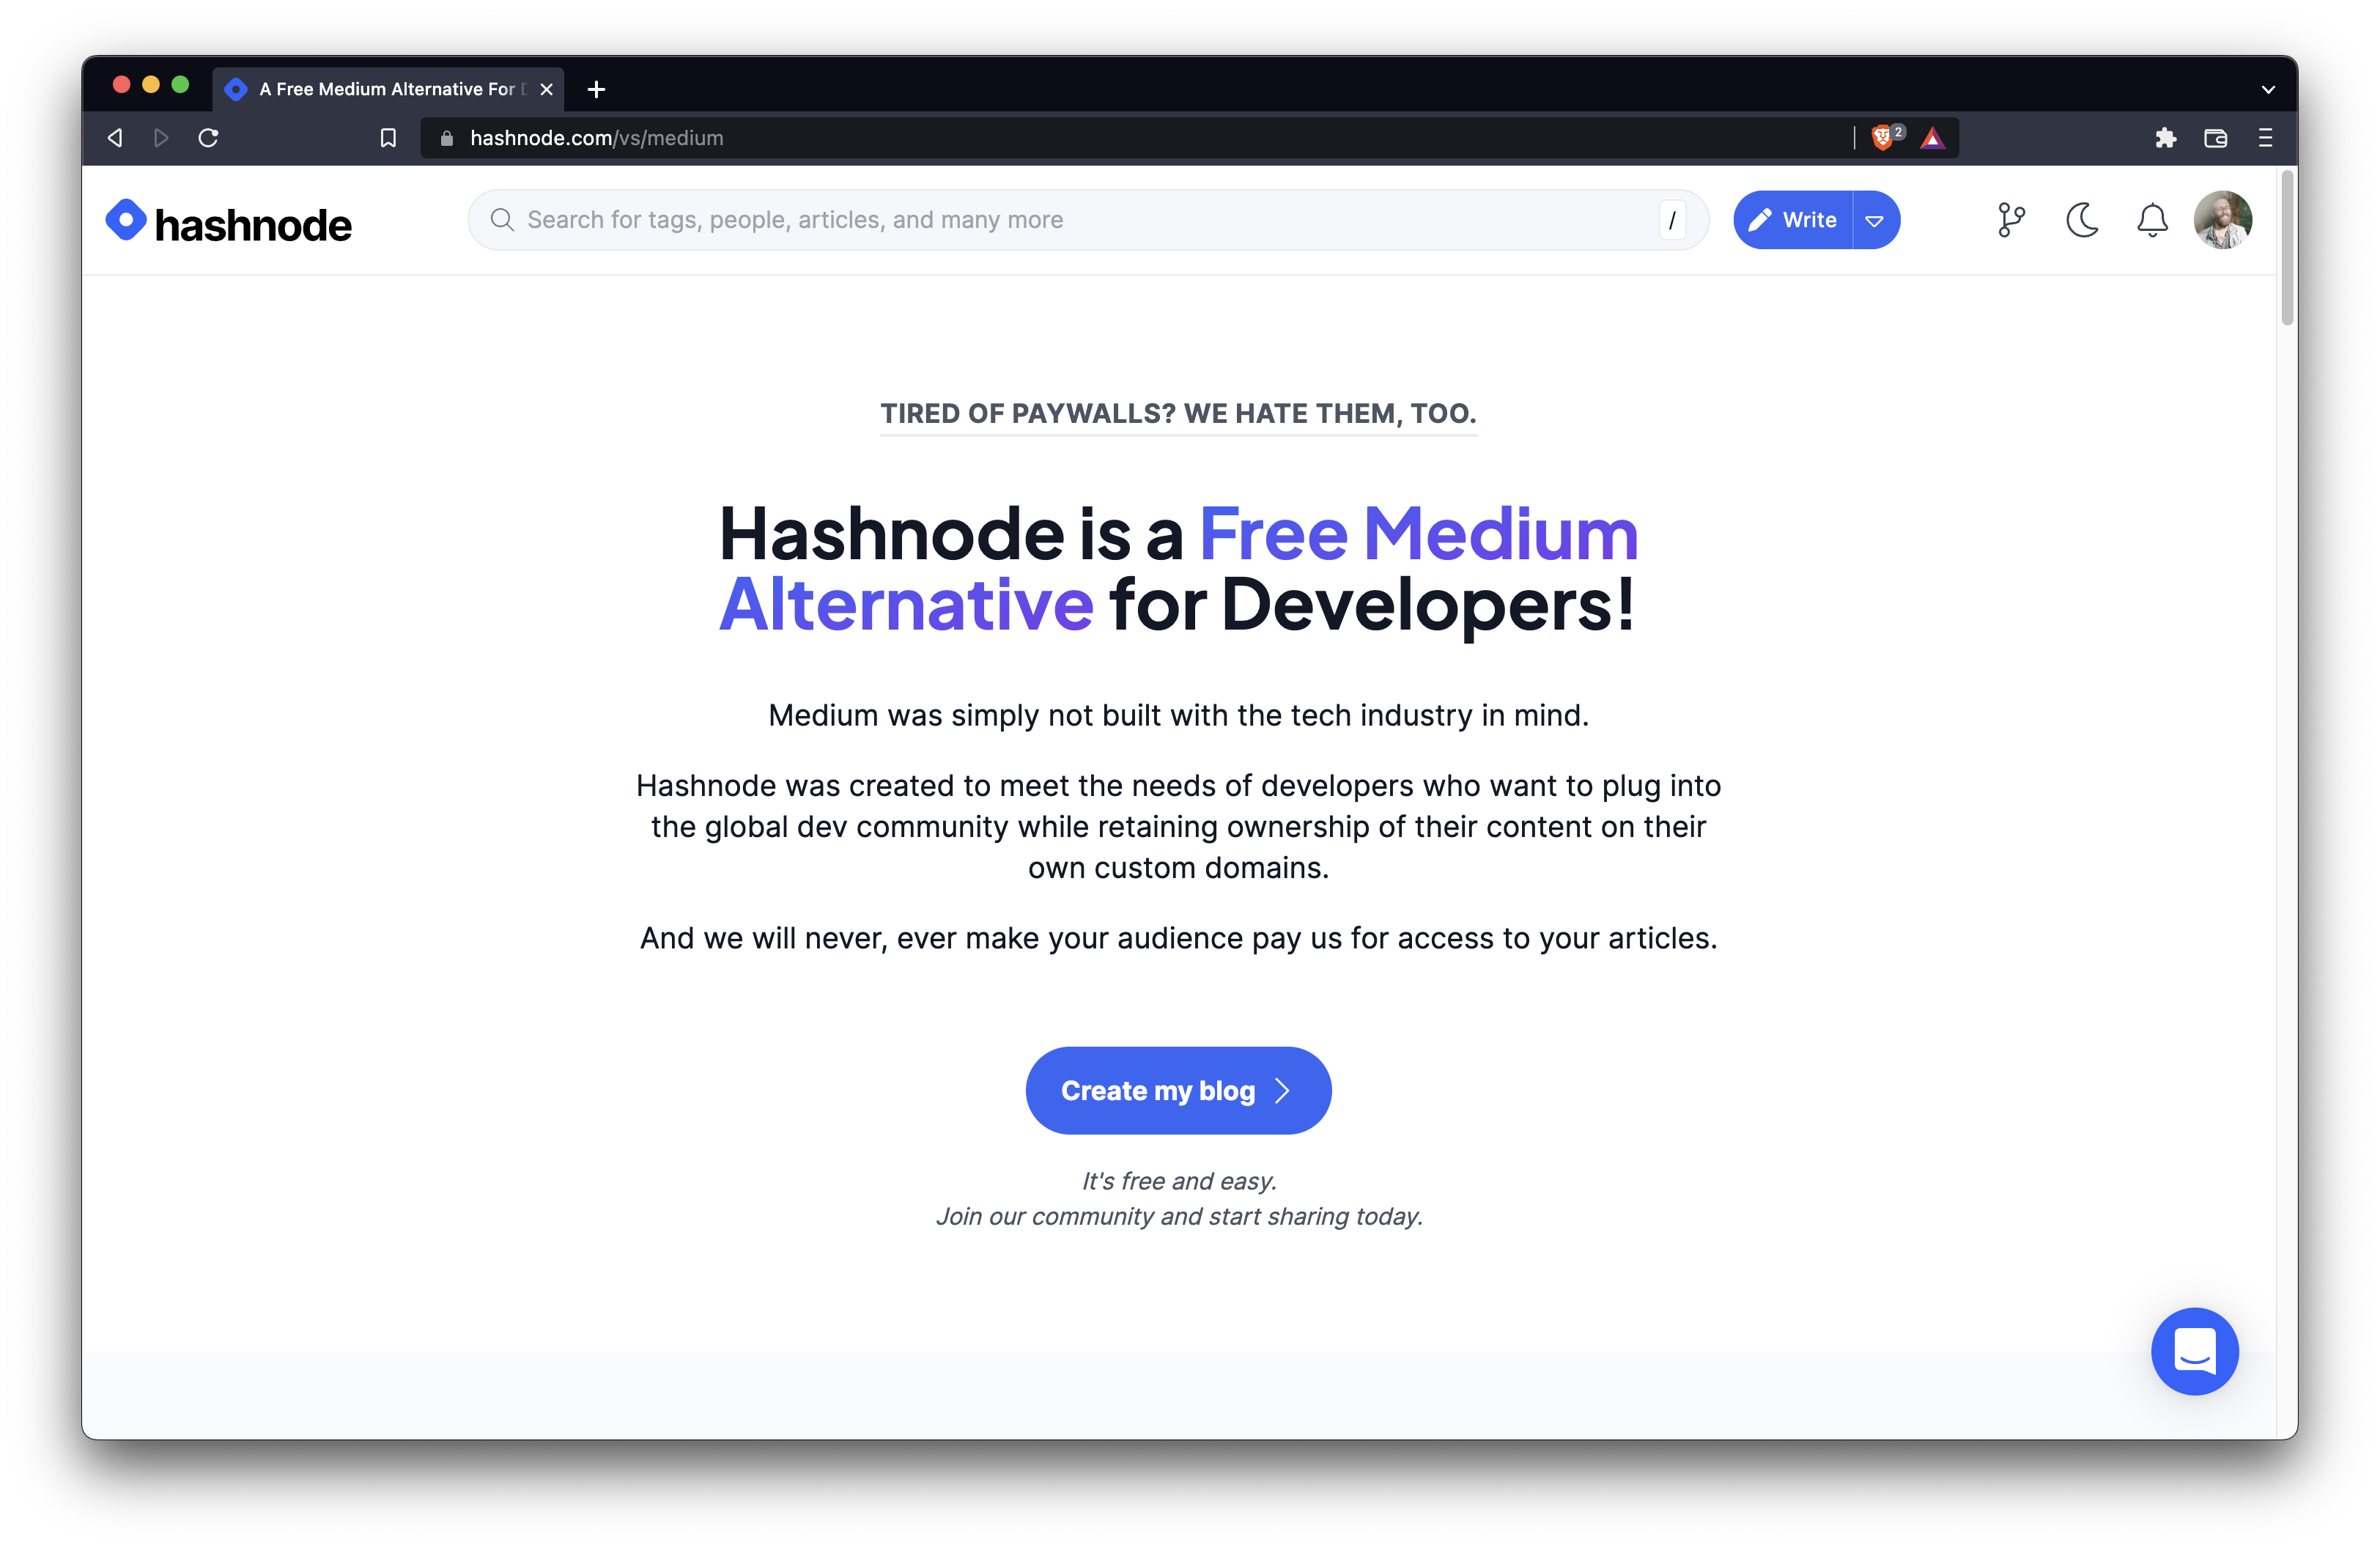 A Free Medium Alternative For
hashnode.com/vs/medium
2
hashnode
Search for tags, people, articles, and many more
/
Write
TIRED OF PAYWALLS? WE HATE THEM, TOO.
Hashnode is a Free Medium
Alternative for Developers!
Medium was simply not built with the tech industry in mind.
Hashnode was created to meet the needs of developers who want to plug into
the global dev community while retaining ownership of their content on their
own custom domains.
And we will never, ever make your audience pay us for access to your articles.
Create my blog
It's free and easy.
Join our community and start sharing today.